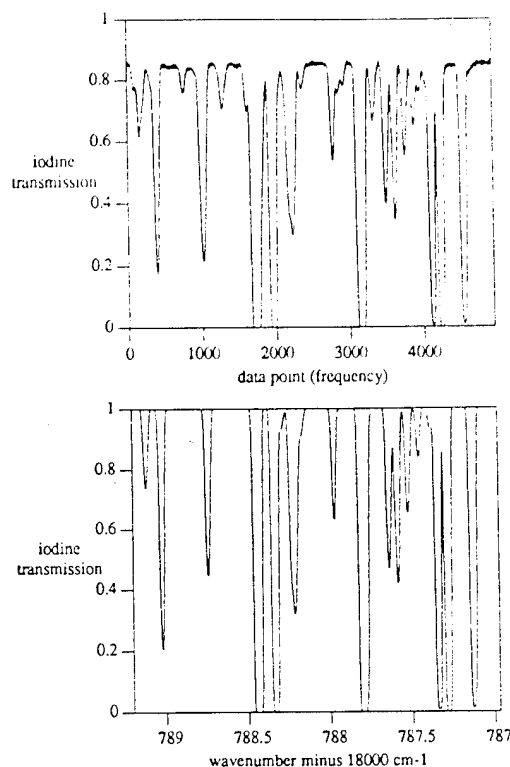 1
0.8
0.6
iodine
transmission
0.4
0.2
0
0 1000 2000 3000 4000
data point (frequency)
1
0.8
0.6
iodine
transmission
0.4
0.2
0
789 788.5 788 787.5 787
wavenumber minus 18000 cm-1